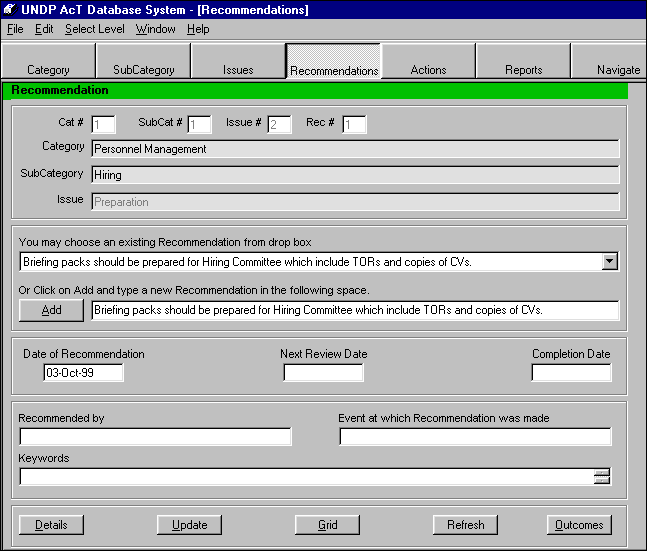 UNDP AcT Database System - [Recommendations]
File Edit Select Level Window Help
Category SubCategory Issues Recommendations Actions Reports Navigate
Recommendation
Cat # 1 SubCat # 1 Issue # 2 Rec # 1
Category Personnel Management
SubCategory Hiring
Issue Preparation
You may choose an existing Recommendation from drop box
Briefing packs should be prepared for Hiring Committee which include TORs and copies of CVs.
Or Click on Add and type a new Recommendation in the following space.
Add Briefing packs should be prepared for Hiring Committee which include TORs and copies of CVs.
Date of Recommendation Next Review Date Completion Date
03-Oct-99
Recommended by Event at which Recommendation was made
Keywords
Details Update Grid Refresh Outcomes